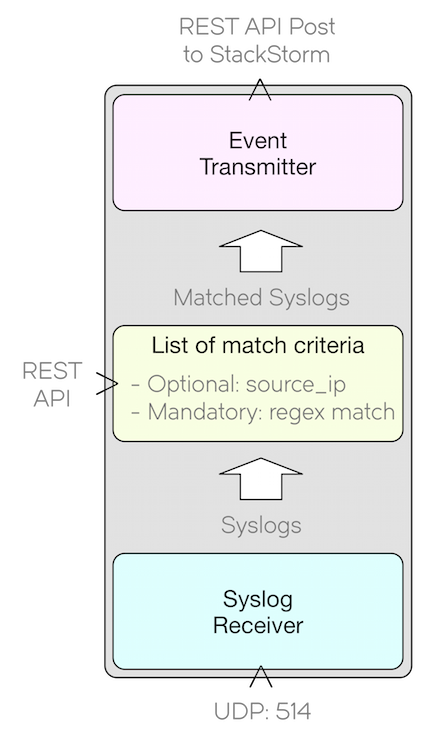 REST API Post
to StackStorm
Event
Transmitter
Matched Syslogs
List of match criteria
REST
API
- Optional: source_ip
- Mandatory: regex match
Syslogs
Syslog
Receiver
UDP: 514